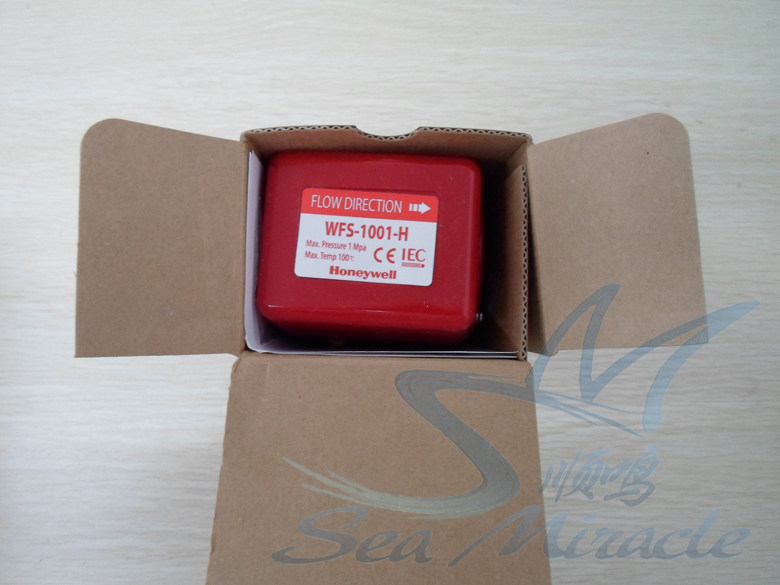 FLOW DIRECTION
WFS-1001-H
Max. Pressure 1 Mpa
Max. Temp 100℃
CE IEC
Honeywell
Sea Miracle